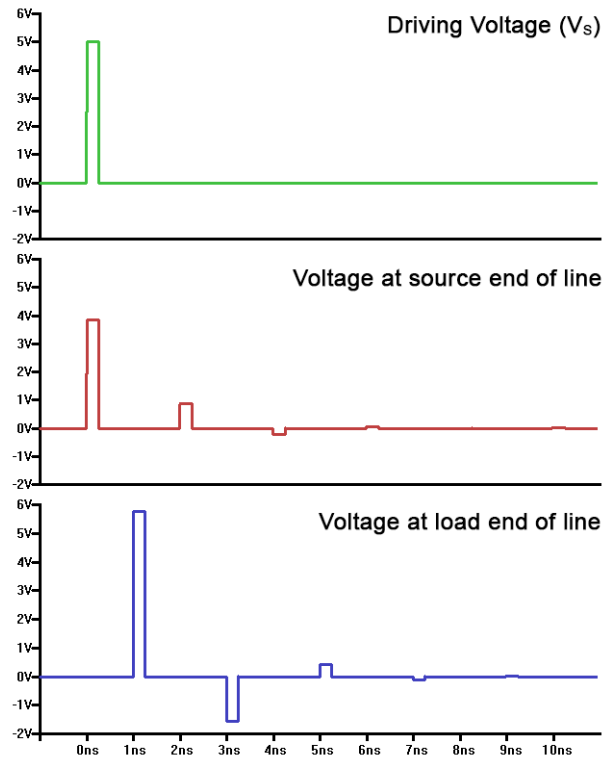 Driving Voltage (Vs)
6V
5V
4V
3V
2V
1V
0V
-1V
-2V
Voltage at source end of line
6V
5V
4V
3V
2V
1V
0V
-1V
-2V
Voltage at load end of line
6V
5V
4V
3V
2V
1V
0V
-1V
-2V
0ns 1ns 2ns 3ns 4ns 5ns 6ns 7ns 8ns 9ns 10ns